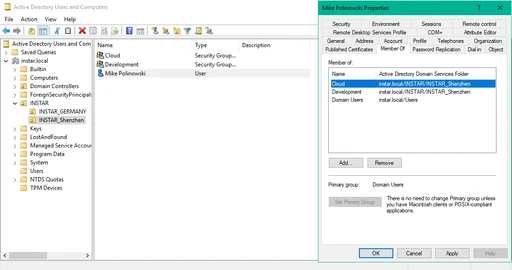 Active Directory Users and Computers
File Action View Help
Active Directory Users and Com
Saved Queries
instar.local
Builtin
Computers
Domain Controllers
ForeignSecurityPrincipals
INSTAR
INSTAR_GERMANY
INSTAR_Shenzhen
Keys
LostAndFound
Managed Service Accour
Program Data
System
Users
NTDS Quotas
TPM Devices
Name Type Description
Cloud Security Group...
Development Security Group...
Mike Polinowski User
Mike Polinowski Properties
Security Environment Sessions Remote control
Remote Desktop Services Profile COM+ Attribute Editor
General Address Account Profile Telephones Organization
Published Certificates Member Of Password Replication Dial-in Object
Member of:
Name Active Directory Domain Services Folder
Cloud instar.local/INSTAR/INSTAR_Shenzhen
Development instar.local/INSTAR/INSTAR_Shenzhen
Domain Users instar.local/Users
Add... Remove
Primary group: Domain Users
Set Primary Group
There is no need to change Primary group unless
you have Macintosh clients or POSIX-compliant
applications.
OK Cancel Apply Help